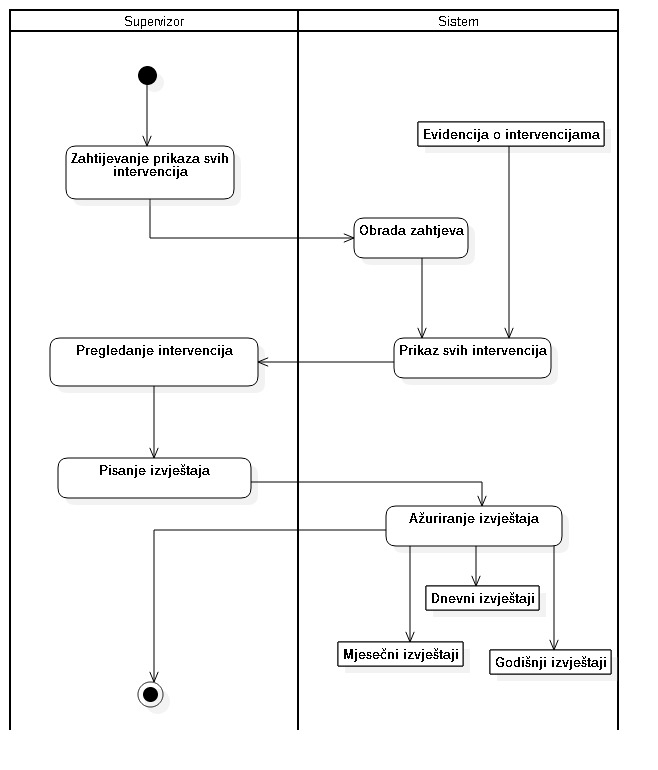 Supervizor
Sistem
Evidencija o intervencijama
Zahtijevanje prikaza svih
intervencija
Obrada zahtjeva
Pregledanje intervencija
Prikaz svih intervencija
Pisanje izvještaja
Ažuriranje izvještaja
Dnevni izvještaji
Mjesečni izvještaji
Godišnji izvještaji